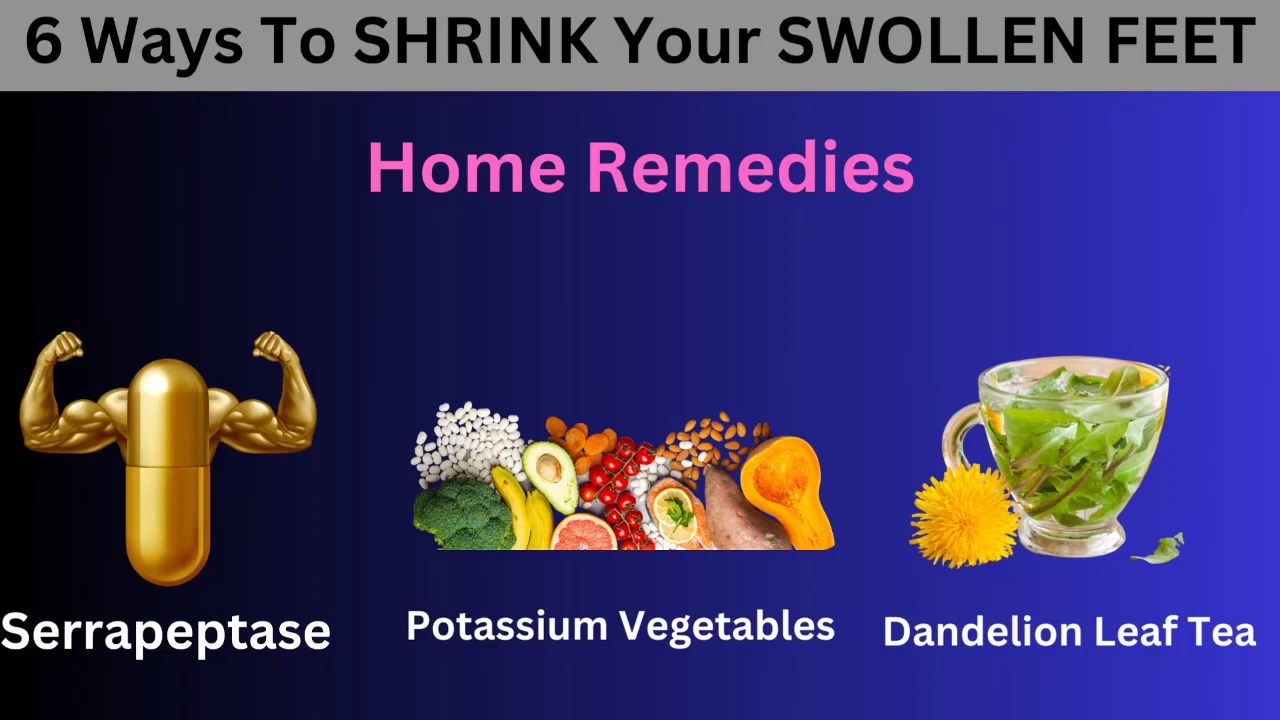 6 Ways To SHRINK Your SWOLLEN FEET
Home Remedies
Serrapeptase
Potassium Vegetables
Dandelion Leaf Tea